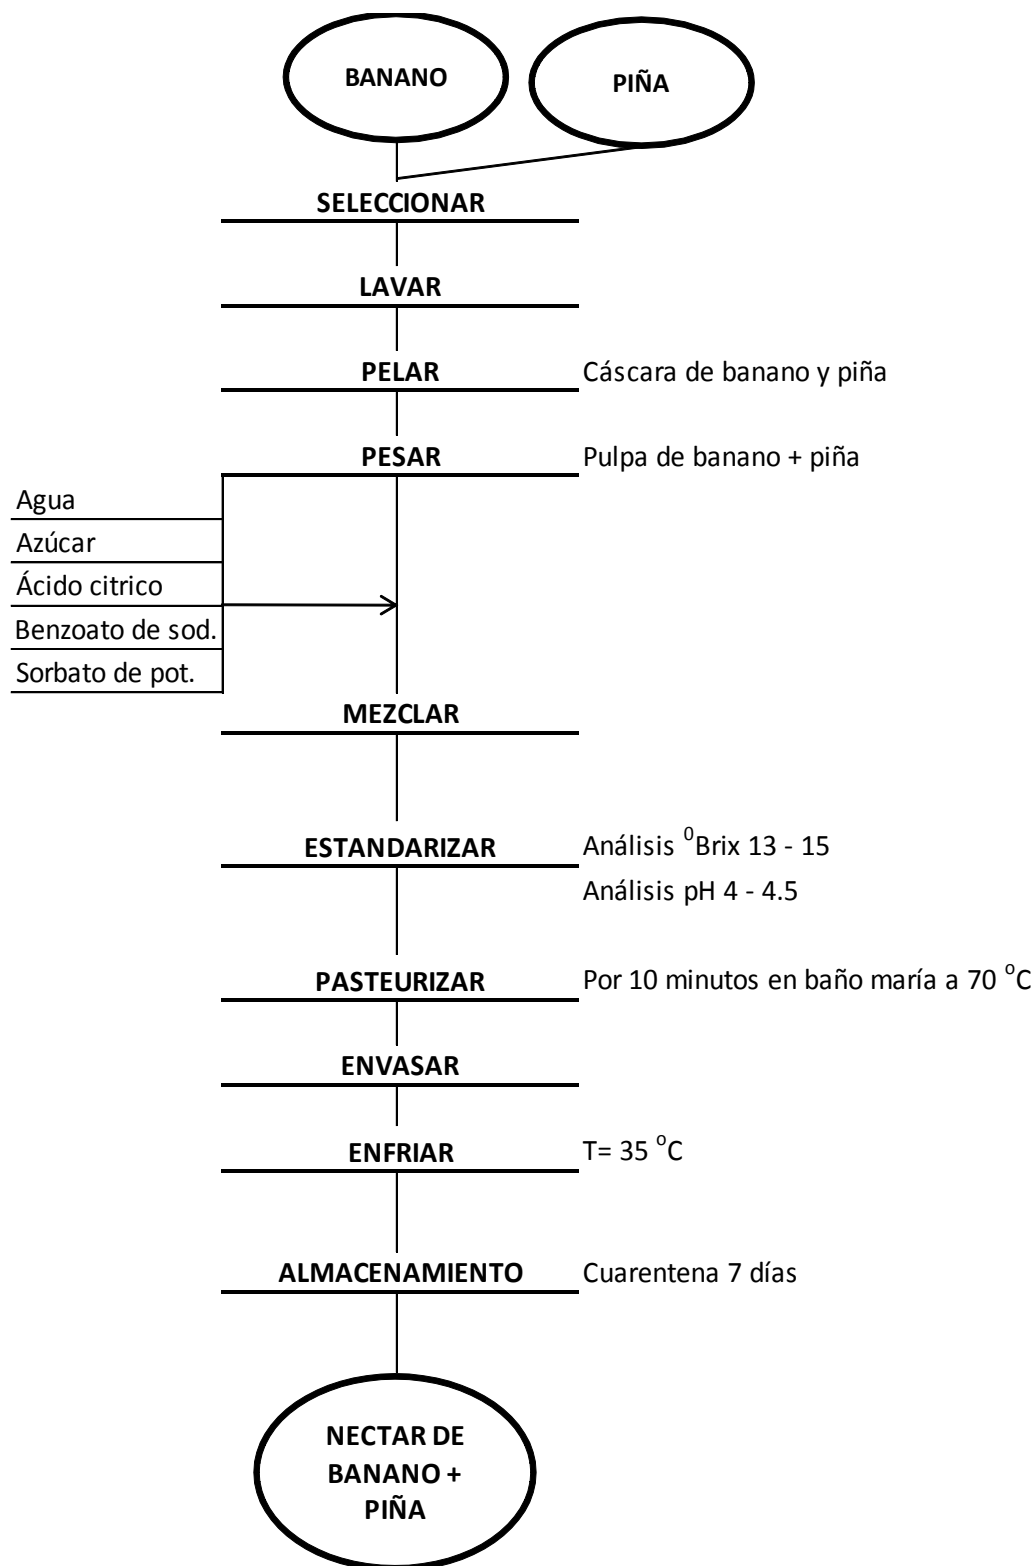 BANANO
PIÑA
SELECCIONAR
LAVAR
PELAR
Cáscara de banano y piña
PESAR
Pulpa de banano + piña
Agua
Azúcar
Ácido citrico
Benzoato de sod.
Sorbato de pot.
MEZCLAR
ESTANDARIZAR
Análisis ⁰Brix 13 - 15
Análisis pH 4 - 4.5
PASTEURIZAR
Por 10 minutos en baño maría a 70 °C
ENVASAR
ENFRIAR
T= 35 °C
ALMACENAMIENTO
Cuarentena 7 días
NECTAR DE
BANANO +
PIÑA